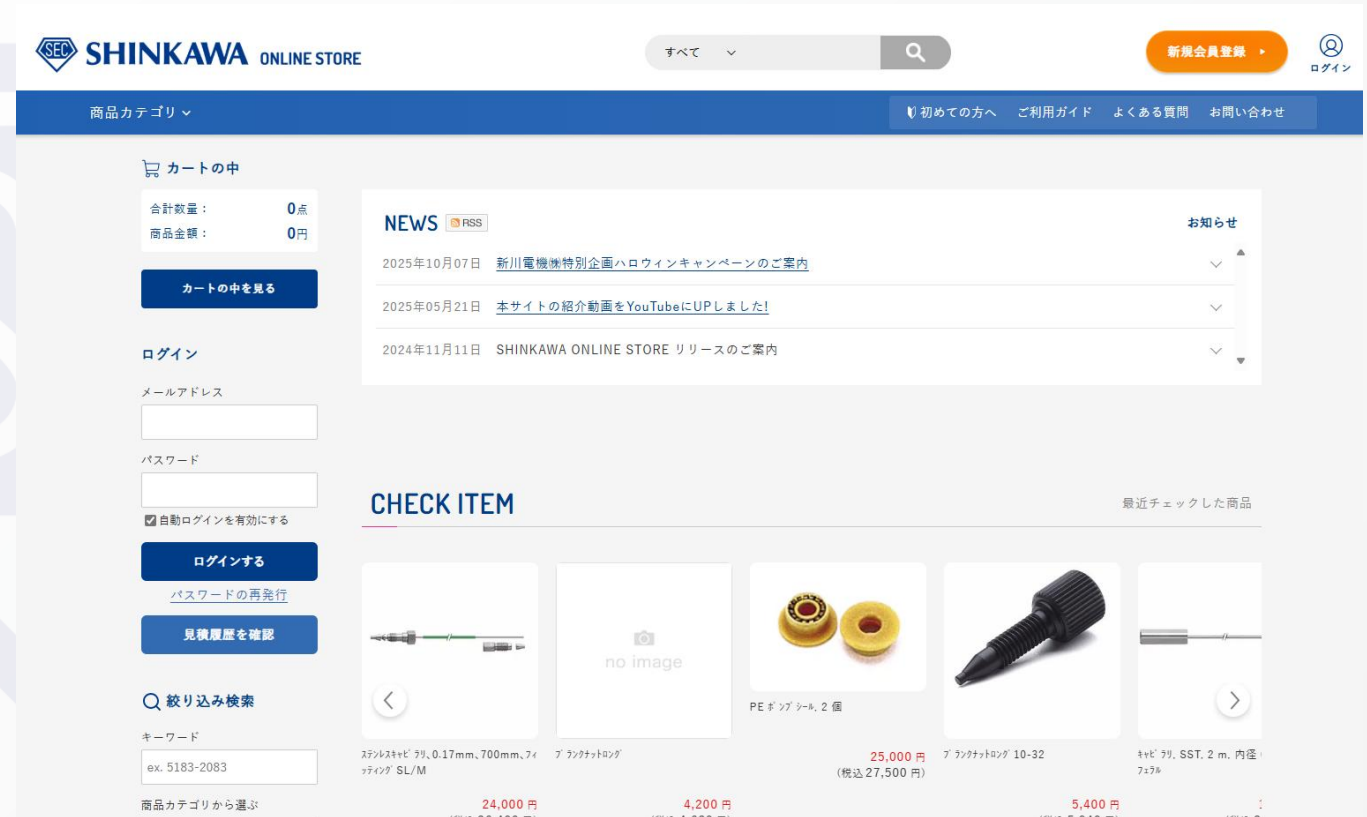 SEC SHINKAWA ONLINE STORE
すべて
新規会員登録
ログイン
商品カテゴリ
初めての方へ ご利用ガイド よくある質問 お問い合わせ
カートの中
合計数量： 0点
商品金額： 0円
カートの中を見る
ログイン
メールアドレス
パスワード
自動ログインを有効にする
ログインする
パスワードの再発行
見積履歴を確認
絞り込み検索
キーワード
ex. 5183-2083
商品カテゴリから選ぶ
NEWS RSS お知らせ
2025年10月07日 新川電機㈱特別企画ハロウィンキャンペーンのご案内
2025年05月21日 本サイトの紹介動画をYouTubeにUPしました!
2024年11月11日 SHINKAWA ONLINE STORE リリースのご案内
CHECK ITEM 最近チェックした商品
ｽﾃﾝﾚｽｷｬﾋﾟﾗﾘ、0.17mm、700mm、フィ
ｯﾃｨﾝｸﾞ SL/M
24,000 円
no image
ﾌﾞﾗﾝｸﾅｯﾄﾛﾝｸﾞ
4,200 円
PE ﾎﾟﾝﾌﾟｼｰﾙ, 2 個
25,000 円
(税込 27,500 円)
ﾌﾞﾗﾝｸﾅｯﾄﾛﾝｸﾞ 10-32
5,400 円
ｷｬﾋﾟﾗﾘ, SST, 2 m, 内径
ﾌｪﾗﾙ